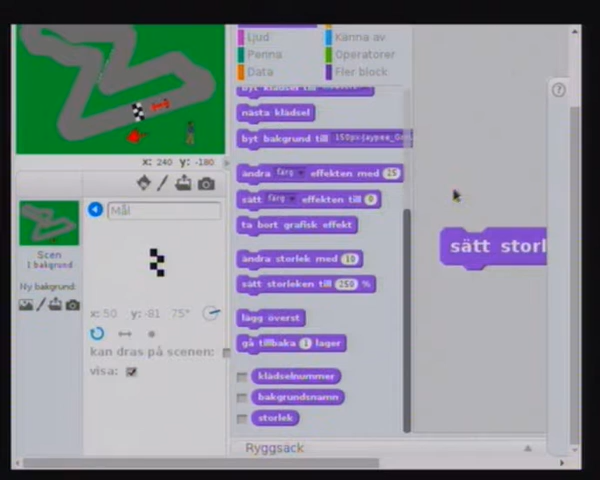 Ljud
Känna av
Penna
Operatorer
Data
Fler block
nästa klädsel
byt bakgrund till
ändra färg effekten med 25
sätt färg effekten till 0
ta bort grafisk effekt
ändra storlek med 10
sätt storleken till 250 %
lägg överst
gå tillbaka 1 lager
klädselnummer
bakgrundsnamn
storlek
Ryggsäck
sätt storl
x: 240 y: -180
Mål
Scen
1 bakgrund
Ny bakgrund:
x: 50 y: -81 75°
kan dras på scenen:
visa: